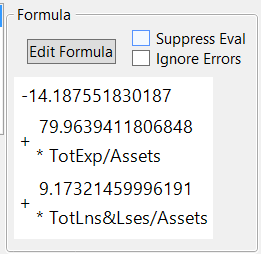 Formula
Edit Formula
Suppress Eval
Ignore Errors
-14.187551830187
79.9639411806848
+
* TotExp/Assets
9.17321459996191
+
* TotLns&Lses/Assets